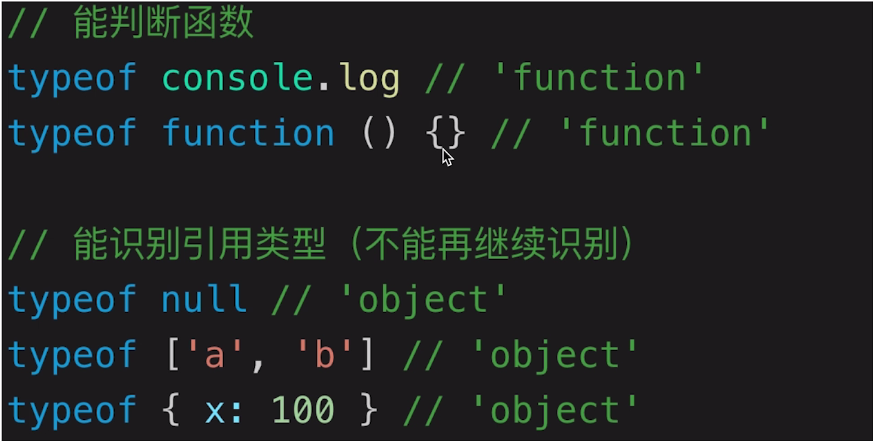 // 能判断函数
typeof console.log // 'function'
typeof function () {} // 'function'
// 能识别引用类型（不能再继续识别）
typeof null // 'object'
typeof ['a', 'b'] // 'object'
typeof { x: 100 } // 'object'